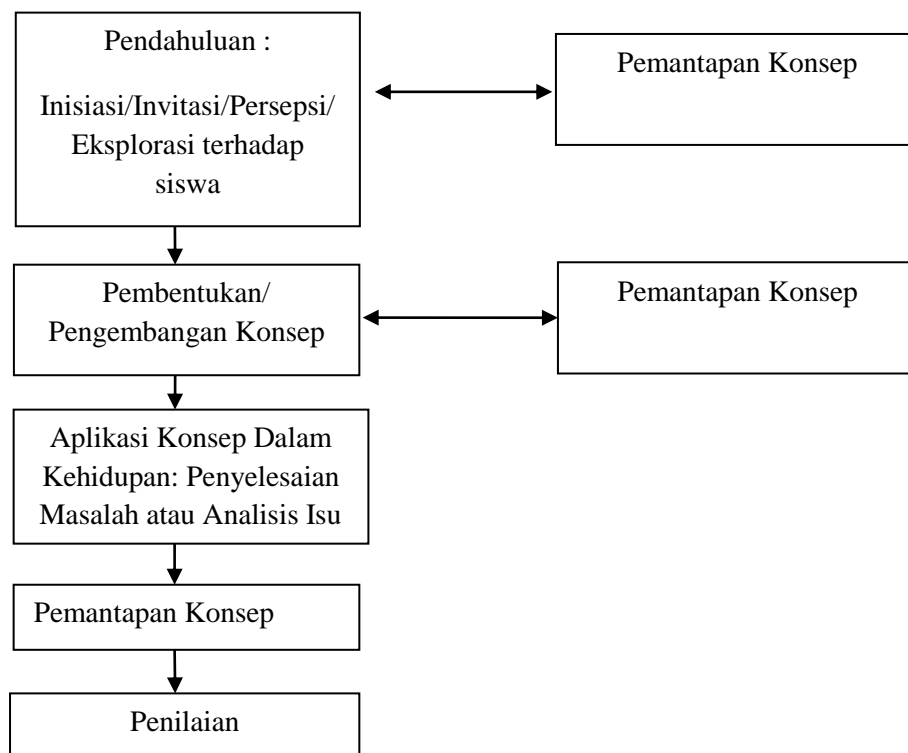 Pendahuluan :
Inisiasi/Invitasi/Persepsi/
Eksplorasi terhadap
siswa
Pemantapan Konsep
Pembentukan/
Pengembangan Konsep
Pemantapan Konsep
Aplikasi Konsep Dalam
Kehidupan: Penyelesaian
Masalah atau Analisis Isu
Pemantapan Konsep
Penilaian